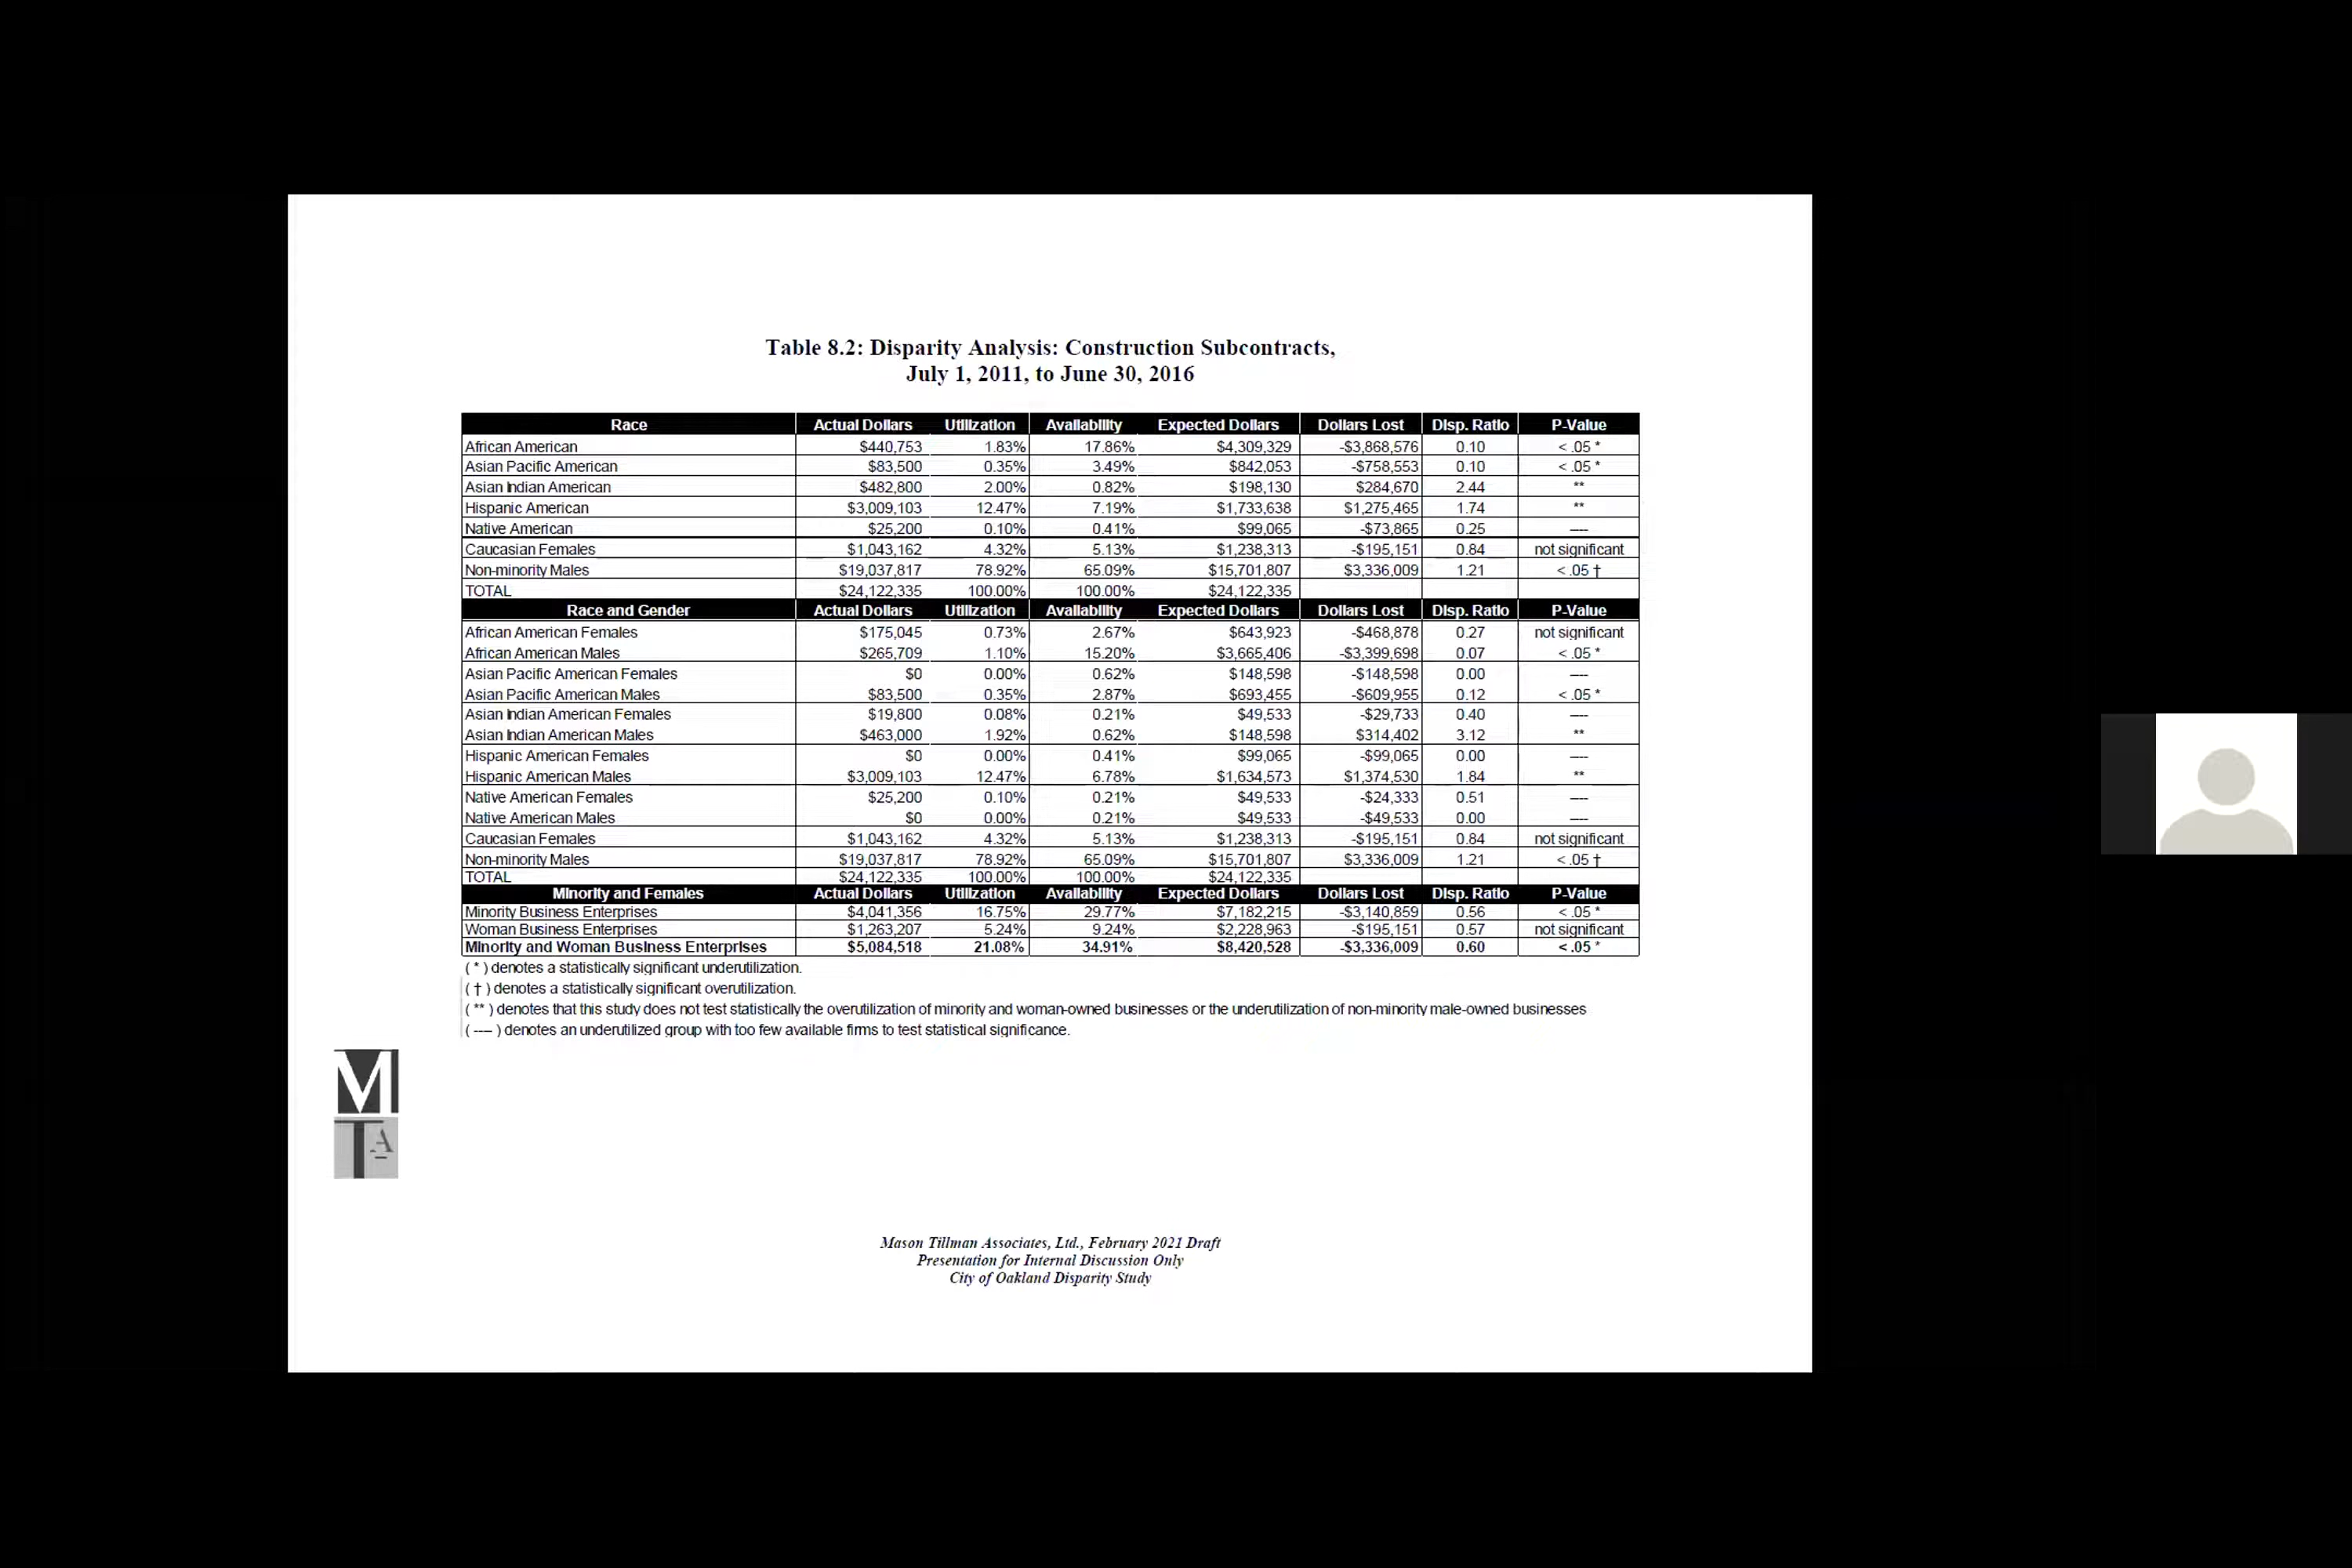 Table 8.2: Disparity Analysis: Construction Subcontracts,
July 1, 2011, to June 30, 2016
Race Actual Dollars Utilization Availability Expected Dollars Dollars Lost Disp. Ratio P-Value
African American $440,753 1.83% 17.86% $4,309,329 -$3,868,576 0.10 < .05 *
Asian Pacific American $83,500 0.35% 3.49% $842,053 -$758,553 0.10 < .05 *
Asian Indian American $482,800 2.00% 0.82% $198,130 $284,670 2.44 **
Hispanic American $3,009,103 12.47% 7.19% $1,733,638 $1,275,465 1.74 **
Native American $25,200 0.10% 0.41% $99,065 -$73,865 0.25 ----
Caucasian Females $1,043,162 4.32% 5.13% $1,238,313 -$195,151 0.84 not significant
Non-minority Males $19,037,817 78.92% 65.09% $15,701,807 $3,336,009 1.21 < .05 †
TOTAL $24,122,335 100.00% 100.00% $24,122,335
Race and Gender Actual Dollars Utilization Availability Expected Dollars Dollars Lost Disp. Ratio P-Value
African American Females $175,045 0.73% 2.67% $643,923 -$468,878 0.27 not significant
African American Males $265,709 1.10% 15.20% $3,665,406 -$3,399,698 0.07 < .05 *
Asian Pacific American Females $0 0.00% 0.62% $148,598 -$148,598 0.00 ----
Asian Pacific American Males $83,500 0.35% 2.87% $693,455 -$609,955 0.12 < .05 *
Asian Indian American Females $19,800 0.08% 0.21% $49,533 -$29,733 0.40 ----
Asian Indian American Males $463,000 1.92% 0.62% $148,598 $314,402 3.12 **
Hispanic American Females $0 0.00% 0.41% $99,065 -$99,065 0.00 ----
Hispanic American Males $3,009,103 12.47% 6.78% $1,634,573 $1,374,530 1.84 **
Native American Females $25,200 0.10% 0.21% $49,533 -$24,333 0.51 ----
Native American Males $0 0.00% 0.21% $49,533 -$49,533 0.00 ----
Caucasian Females $1,043,162 4.32% 5.13% $1,238,313 -$195,151 0.84 not significant
Non-minority Males $19,037,817 78.92% 65.09% $15,701,807 $3,336,009 1.21 < .05 †
TOTAL $24,122,335 100.00% 100.00% $24,122,335
Minority and Females Actual Dollars Utilization Availability Expected Dollars Dollars Lost Disp. Ratio P-Value
Minority Business Enterprises $4,041,356 16.75% 29.77% $7,182,215 -$3,140,859 0.56 < .05 *
Woman Business Enterprises $1,263,207 5.24% 9.24% $2,228,963 -$195,151 0.57 not significant
Minority and Woman Business Enterprises $5,084,518 21.08% 34.91% $8,420,528 -$3,336,009 0.60 < .05 *
( * ) denotes a statistically significant underutilization.
( † ) denotes a statistically significant overutilization.
( ** ) denotes that this study does not test statistically the overutilization of minority and woman-owned businesses or the underutilization of non-minority male-owned businesses
( ---- ) denotes an underutilized group with too few available firms to test statistical significance.
M
TA
Mason Tillman Associates, Ltd., February 2021 Draft
Presentation for Internal Discussion Only
City of Oakland Disparity Study